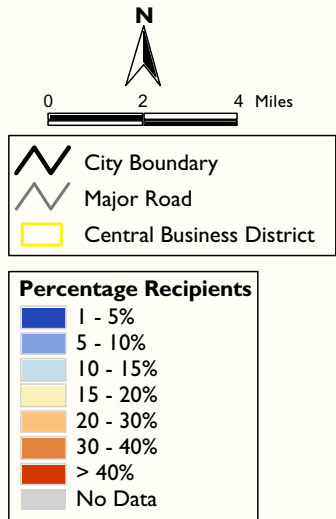 N
0 2 4 Miles
City Boundary
Major Road
Central Business District
Percentage Recipients
1 - 5%
5 - 10%
10 - 15%
15 - 20%
20 - 30%
30 - 40%
> 40%
No Data